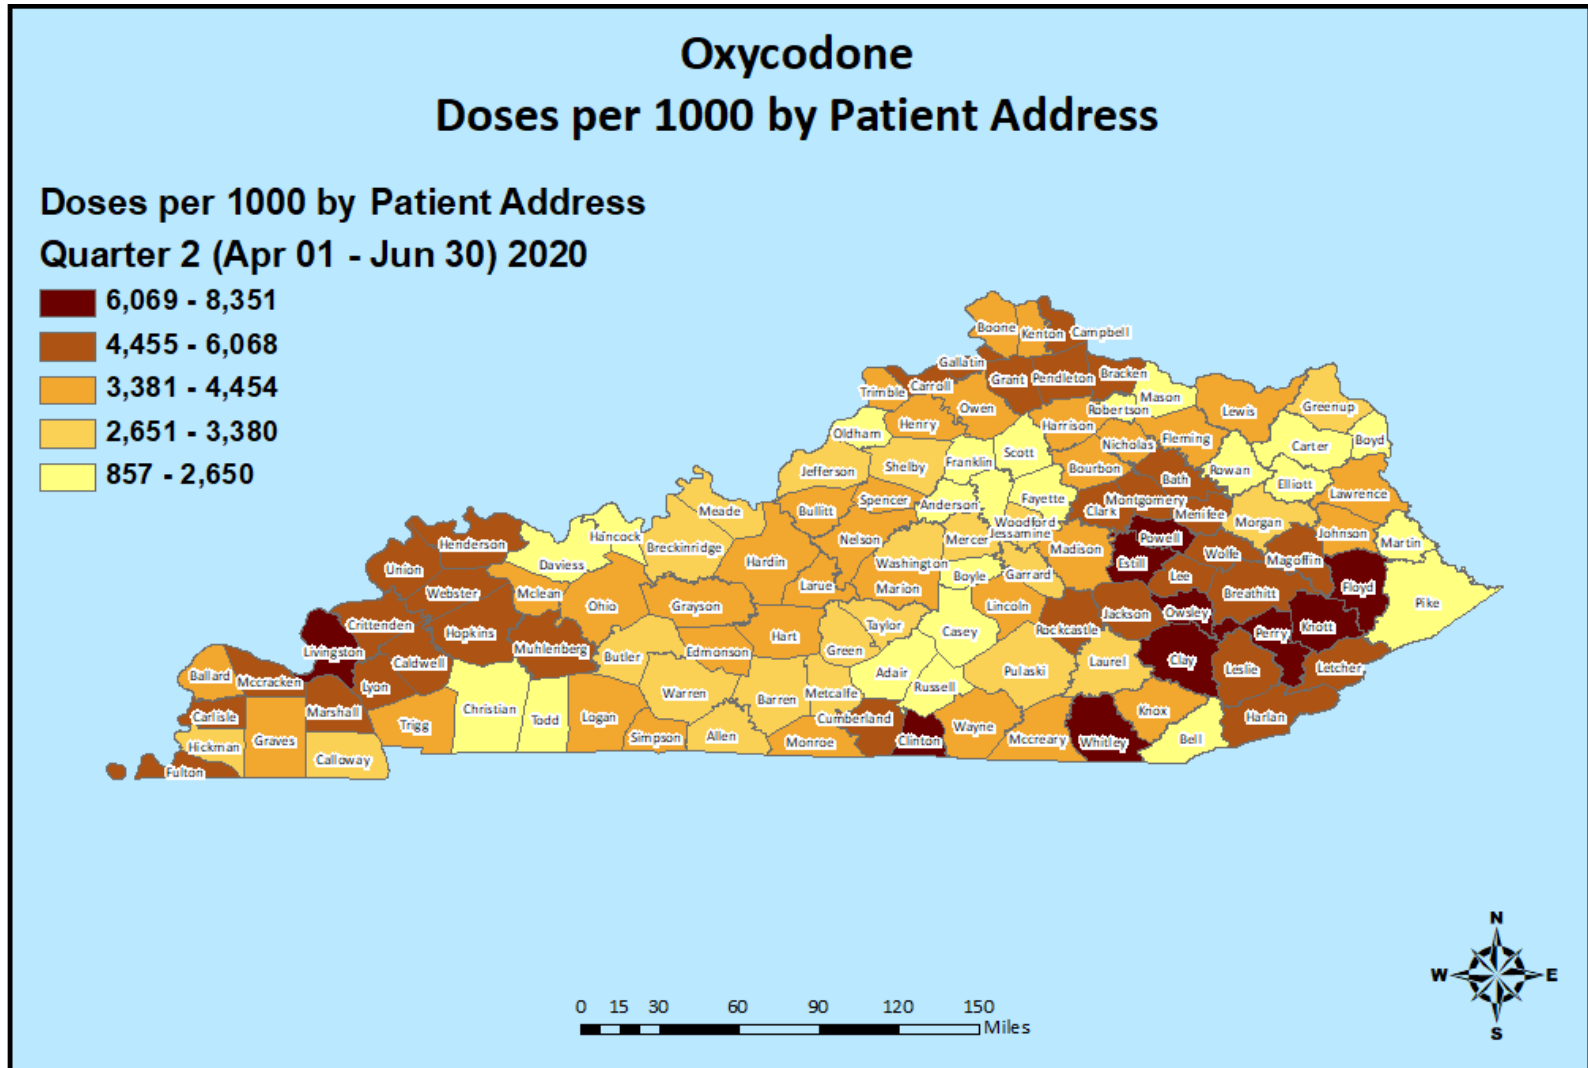 Oxycodone
Doses per 1000 by Patient Address
Doses per 1000 by Patient Address
Quarter 2 (Apr 01 - Jun 30) 2020
6,069 - 8,351
4,455 - 6,068
3,381 - 4,454
2,651 - 3,380
857 - 2,650
Boone
Kenton
Campbell
Gallatin
Carroll
Grant
Pendleton
Bracken
Trimble
Owen
Robertson
Mason
Lewis
Greenup
Oldham
Henry
Harrison
Nicholas
Fleming
Carter
Boyd
Jefferson
Shelby
Franklin
Scott
Bourbon
Bath
Rowan
Elliott
Lawrence
Meade
Bullitt
Spencer
Anderson
Fayette
Clark
Montgomery
Menifee
Morgan
Woodford
Jessamine
Mercer
Hancock
Breckinridge
Nelson
Madison
Powell
Wolfe
Magoffin
Johnson
Martin
Henderson
Daviess
Hardin
Washington
Boyle
Garrard
Estill
Lee
Floyd
Union
Webster
Mclean
Ohio
Grayson
Larue
Marion
Lincoln
Jackson
Owsley
Breathitt
Pike
Crittenden
Hopkins
Muhlenberg
Hart
Taylor
Casey
Rockcastle
Perry
Knott
Livingston
Caldwell
Butler
Edmonson
Green
Adair
Pulaski
Laurel
Clay
Leslie
Letcher
Ballard
Mccracken
Lyon
Warren
Barren
Metcalfe
Russell
Carlisle
Marshall
Trigg
Christian
Todd
Logan
Simpson
Allen
Monroe
Cumberland
Clinton
Wayne
Mccreary
Whitley
Knox
Bell
Harlan
Hickman
Graves
Calloway
Fulton
N
W E
S
0 15 30 60 90 120 150
Miles